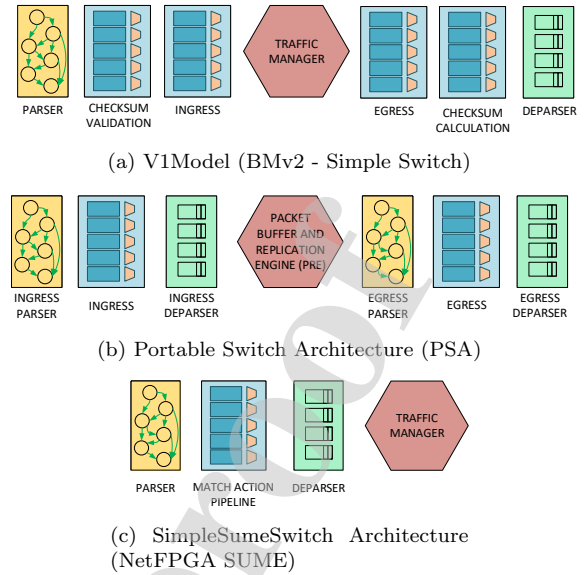 TRAFFIC
MANAGER
PARSER
CHECKSUM
VALIDATION
INGRESS
EGRESS
CHECKSUM
CALCULATION
DEPARSER
(a) V1Model (BMv2 - Simple Switch)
PACKET
BUFFER AND
REPLICATION
ENGINE (PRE)
INGRESS
PARSER
INGRESS
INGRESS
DEPARSER
EGRESS
PARSER
EGRESS
EGRESS
DEPARSER
(b) Portable Switch Architecture (PSA)
TRAFFIC
MANAGER
PARSER
MATCH ACTION
PIPELINE
DEPARSER
(c) SimpleSumeSwitch Architecture
(NetFPGA SUME)
proof